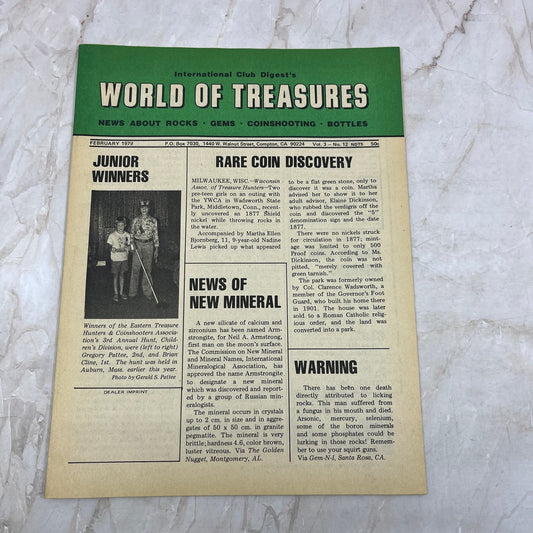 International Club Digest's
WORLD OF TREASURES
NEWS ABOUT ROCKS · GEMS · COINSHOOTING · BOTTLES
FEBRUARY 1979 P.O. Box 7030, 1440 W. Walnut Street, Compton, CA 90224 Vol. 3 – No. 12 NDTS 50c
JUNIOR
WINNERS
Winners of the Eastern Treasure
Hunters & Coinshooters Associa-
tion's 3rd Annual Hunt, Child-
ren's Division, were (left to right)
Gregory Pattee, 2nd, and Brian
Cline, 1st. The hunt was held in
Auburn, Mass. earlier this year.
Photo by Gerald S. Pattee
DEALER IMPRINT
RARE COIN DISCOVERY
MILWAUKEE, WISC.—Wisconsin
Assoc. of Treasure Hunters—Two
pre-teen girls on an outing with
the YWCA in Wadsworth State
Park, Middletown, Conn., recent-
ly uncovered an 1877 Shield
nickel while throwing rocks in
the water.
Accompanied by Martha Ellen
Bjornberg, 11, 9-year-old Nadine
Lewis picked up what appeared
to be a flat green stone, only to
discover it was a coin. Martha
advised her to show it to her
adult advisor, Elaine Dickinson,
who rubbed the verdigris off the
coin and discovered the "5"
denomination sign and the date
1877.
There were no nickels struck
for circulation in 1877; mint-
age was limited to only 500
Proof coins. According to Ms.
Dickinson, the coin was not
pitted, "merely covered with
green tarnish."
The park was formerly owned
by Col. Clarence Wadsworth, a
member of the Governor's Foot
Guard, who built his home there
in 1901. The house was later
sold to a Roman Catholic religi-
ious order, and the land was
converted into a park.
NEWS OF
NEW MINERAL
A new silicate of calcium and
zirconium has been named Arm-
strongite, for Neil A. Armstrong,
first man on the moon's surface.
The Commission on New Mineral
and Mineral Names, International
Mineralogical Association, has
approved the name Armstrongite
to designate a new mineral
which was discovered and report-
ed by a group of Russian min-
eralogists.
The mineral occurs in crystals
up to 2 cm. in size and in aggre-
gates of 50 x 50 cm. in granite
pegmatite. The mineral is very
brittle; hardness 4.6, color brown,
luster vitreous. Via The Golden
Nugget, Montgomery, AL.
WARNING
There has behn one death
directly attributed to licking
rocks. This man suffered from
a fungus in his mouth and died.
Arsonic, mercury, selenium,
some of the boron minerals
and some phosphates could be
lurking in those rocks! Remem-
ber to use your squirt guns.
Via Gem-N-I, Santa Rosa, CA.